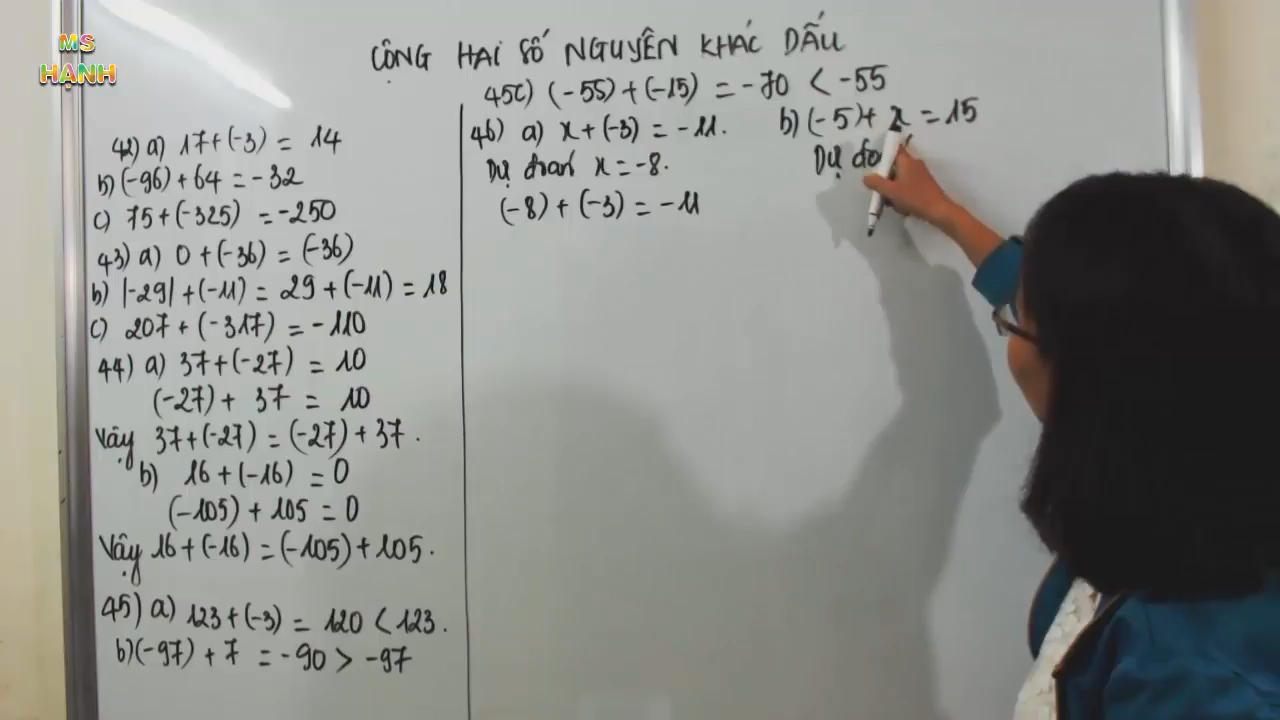 MS
HẠNH
CỘNG HAI SỐ NGUYÊN KHÁC DẤU
42) a) 17+(-3) = 14
b) (-96) + 64 = -32
c) 75+(-325) = -250
43) a) 0 + (-36) = (-36)
b) |-29| + (-11) = 29 + (-11) = 18
c) 207 + (-317) = -110
44) a) 37+(-27) = 10
(-27) + 37 = 10
Vậy 37+(-27) = (-27) + 37.
b) 16 + (-16) = 0
(-105) + 105 = 0
Vậy 16 + (-16) = (-105) + 105.
45) a) 123 + (-3) = 120 < 123.
b) (-97) + 7 = -90 > -97
45c) (-55) + (-15) = -70 < -55
46) a) x + (-3) = -11.
Dự đoán x = -8.
(-8) + (-3) = -11
b) (-5) + x = 15
Dự